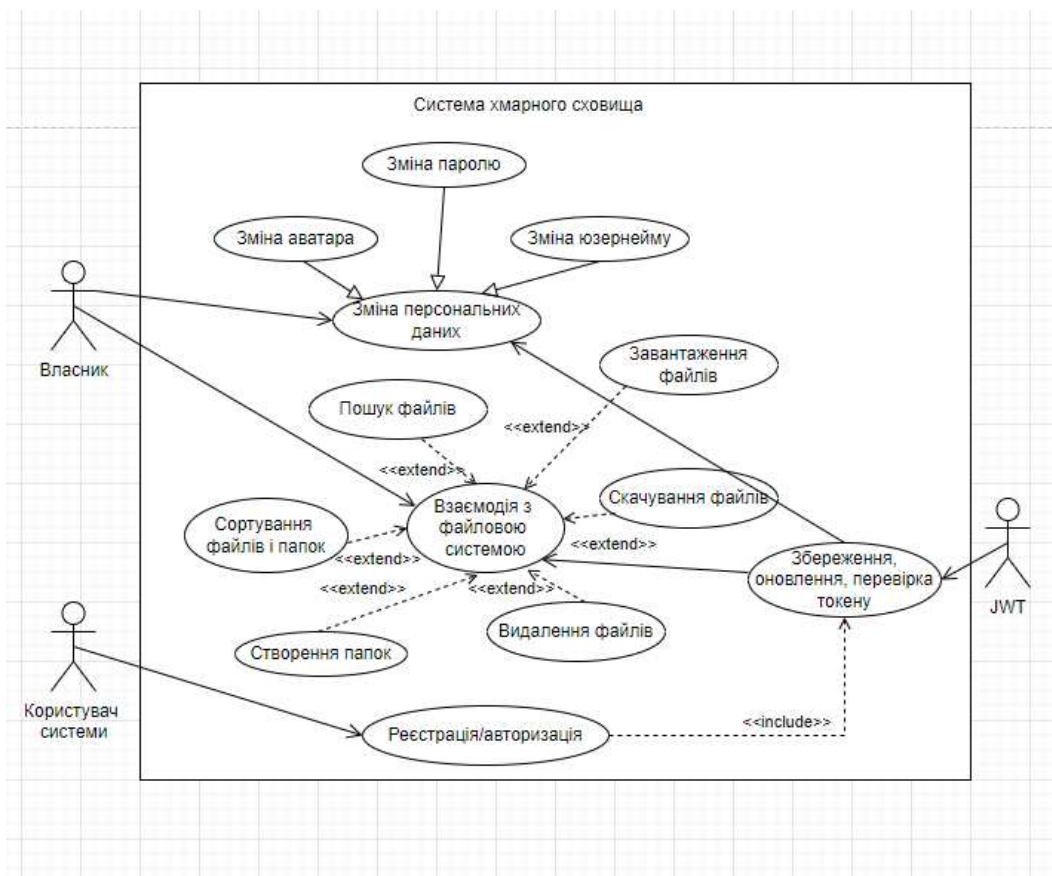 Система хмарного сховища
Зміна паролю
Зміна аватара
Зміна юзернейму
Зміна персональних
даних
Власник
Завантаження
файлів
Пошук файлів
<<extend>>
<<extend>>
Взаємодія з
файловою
системою
Скачування файлів
Сортування
файлів і папок
<<extend>>
<<extend>>
Збереження,
оновлення, перевірка
токену
JWT
<<extend>>
<<extend>>
Створення папок
Видалення файлів
Користувач
системи
Реєстрація/авторизація
<<include>>